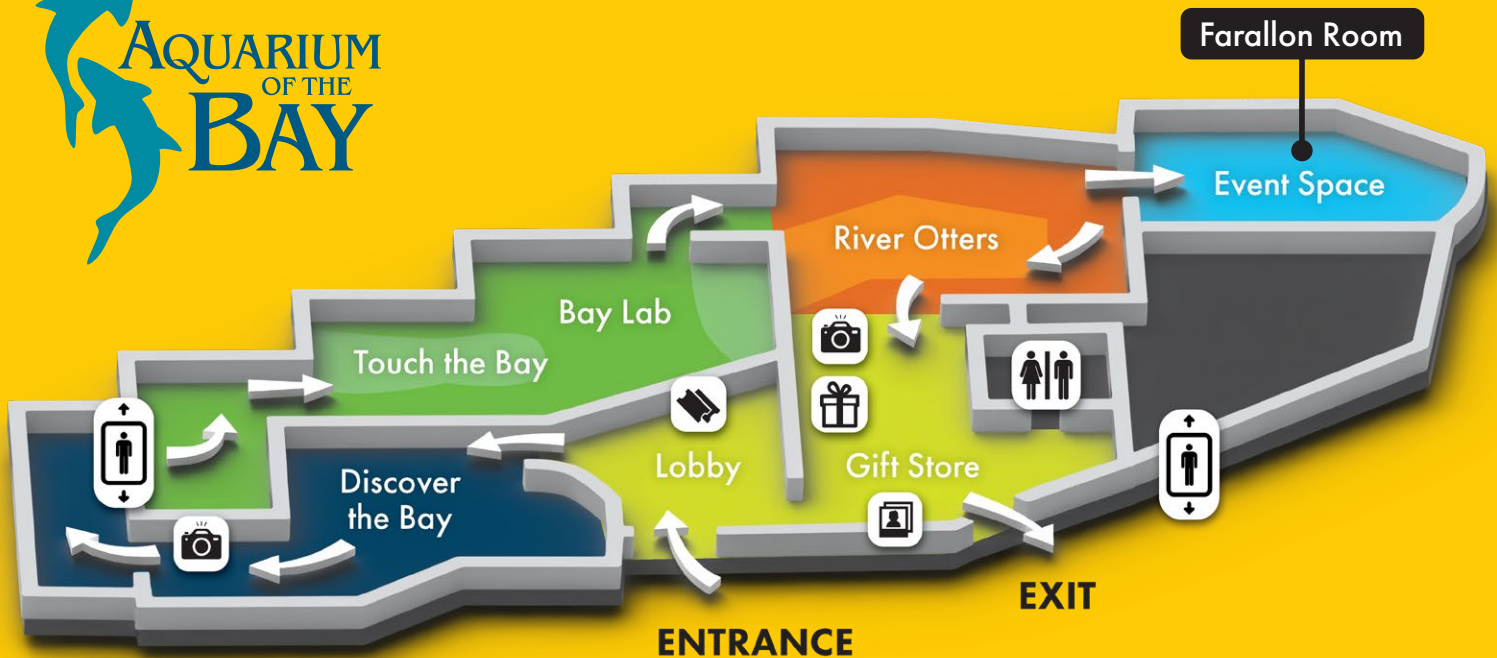 AQUARIUM
OF THE
BAY
Farallon Room
Event Space
River Otters
Bay Lab
Touch the Bay
Lobby
Gift Store
Discover
the Bay
EXIT
ENTRANCE